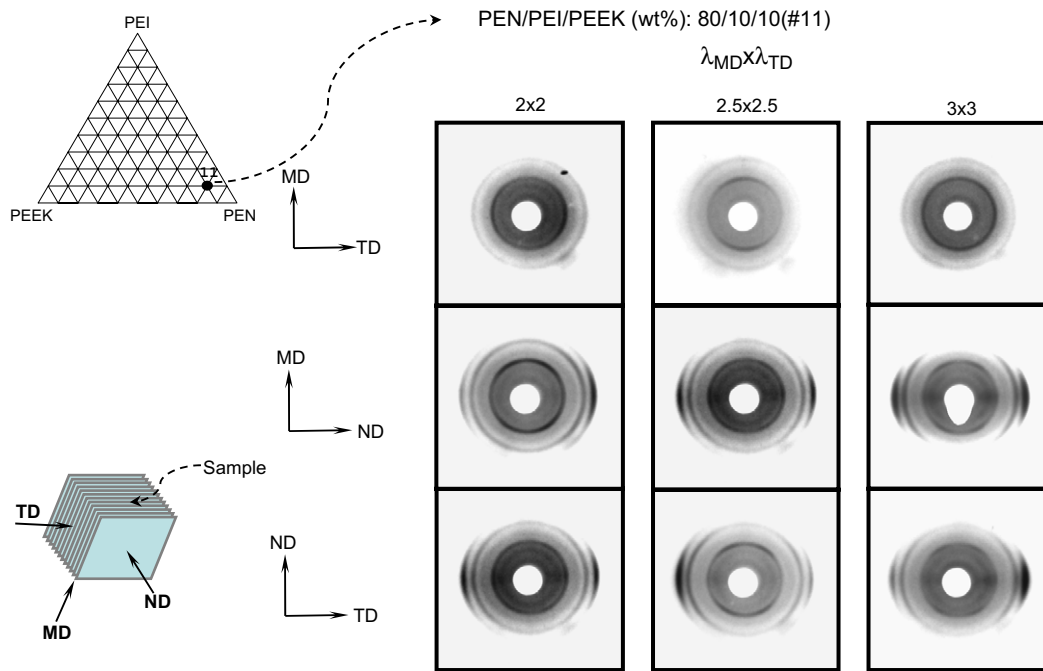 PEN/PEI/PEEK (wt%): 80/10/10(#11)
λMDxλTD
PEI
11
PEEK
PEN
2x2
2.5x2.5
3x3
MD
TD
MD
ND
Sample
TD
ND
MD
ND
TD